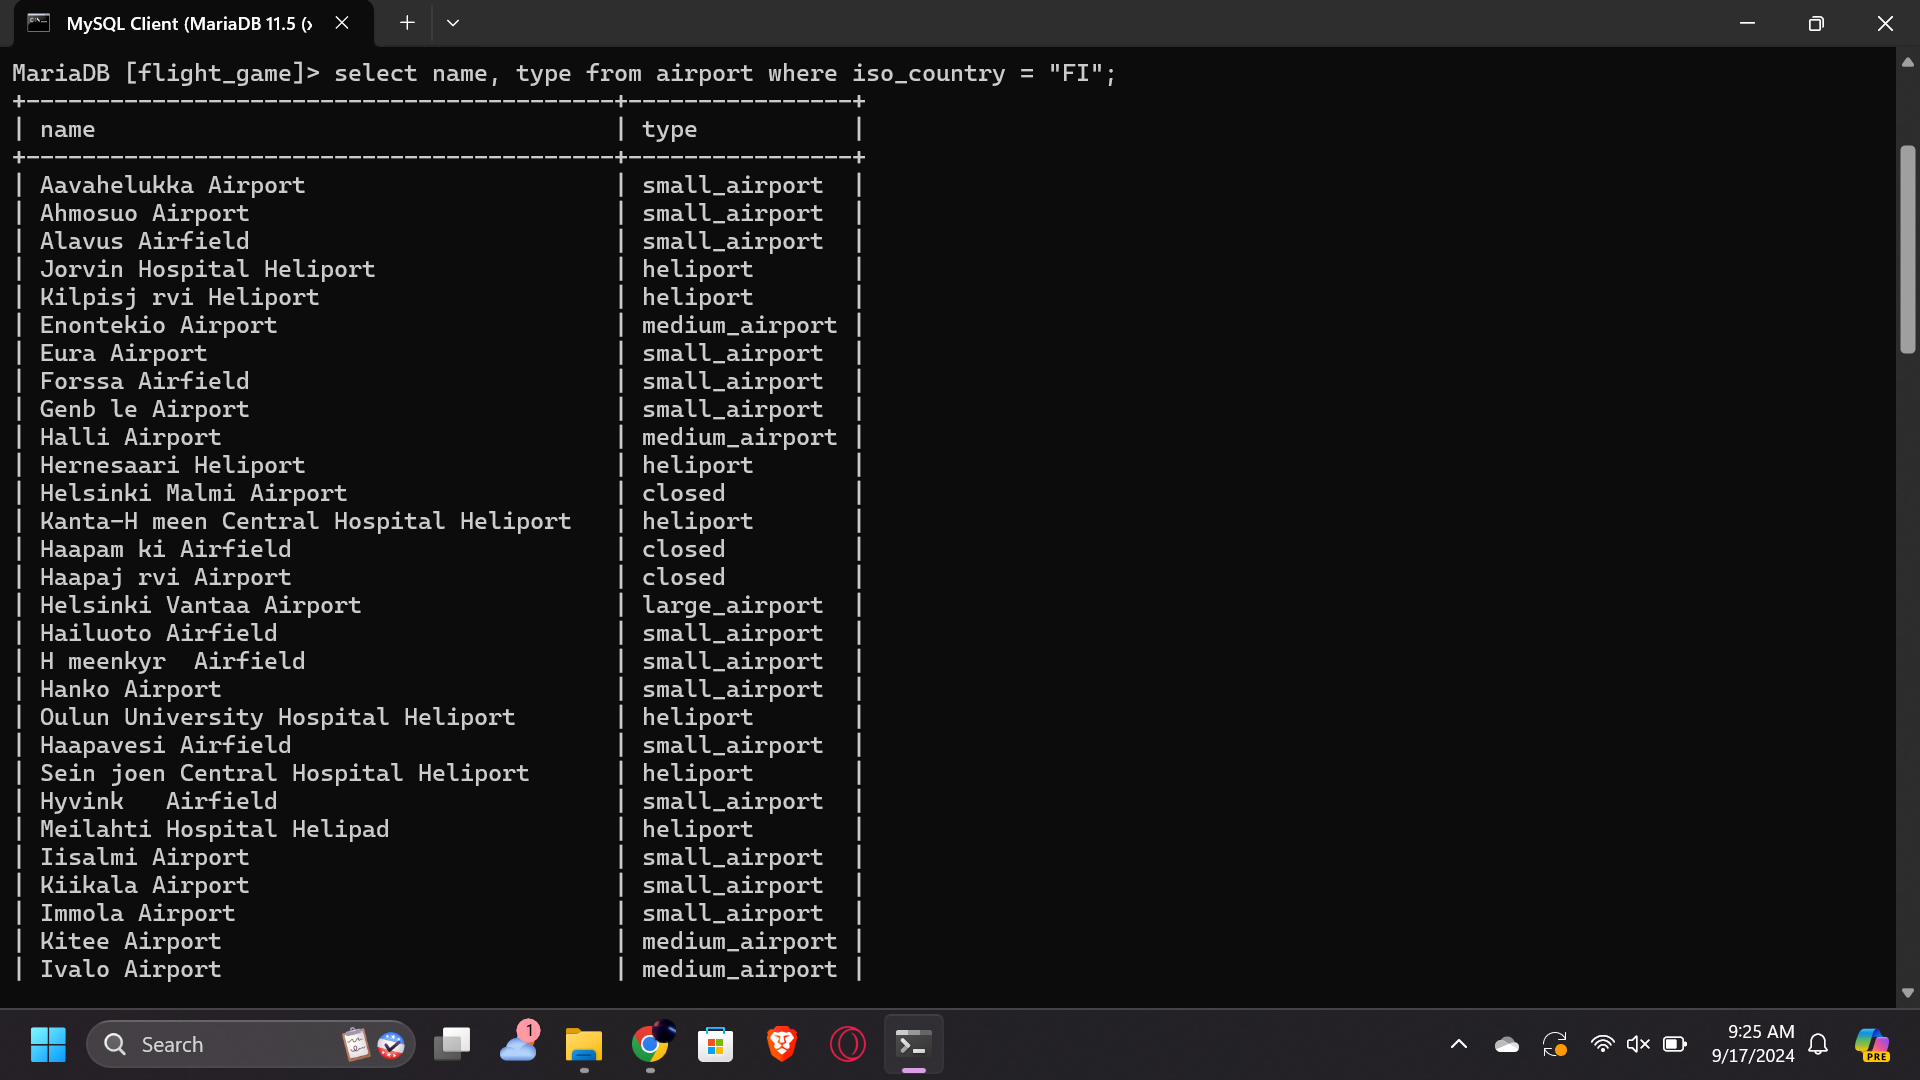 MySQL Client (MariaDB 11.5 (x
MariaDB [flight_game]> select name, type from airport where iso_country = "FI";
+------------------------------------------+----------------+
| name                                     | type           |
+------------------------------------------+----------------+
| Aavahelukka Airport                      | small_airport  |
| Ahmosuo Airport                          | small_airport  |
| Alavus Airfield                          | small_airport  |
| Jorvin Hospital Heliport                 | heliport       |
| Kilpisj rvi Heliport                     | heliport       |
| Enontekio Airport                        | medium_airport |
| Eura Airport                             | small_airport  |
| Forssa Airfield                          | small_airport  |
| Genb le Airport                          | small_airport  |
| Halli Airport                            | medium_airport |
| Hernesaari Heliport                      | heliport       |
| Helsinki Malmi Airport                   | closed         |
| Kanta-H meen Central Hospital Heliport   | heliport       |
| Haapam ki Airfield                       | closed         |
| Haapaj rvi Airport                       | closed         |
| Helsinki Vantaa Airport                  | large_airport  |
| Hailuoto Airfield                        | small_airport  |
| H meenkyr  Airfield                      | small_airport  |
| Hanko Airport                            | small_airport  |
| Oulun University Hospital Heliport       | heliport       |
| Haapavesi Airfield                       | small_airport  |
| Sein joen Central Hospital Heliport      | heliport       |
| Hyvink   Airfield                        | small_airport  |
| Meilahti Hospital Helipad                | heliport       |
| Iisalmi Airport                          | small_airport  |
| Kiikala Airport                          | small_airport  |
| Immola Airport                           | small_airport  |
| Kitee Airport                            | medium_airport |
| Ivalo Airport                            | medium_airport |
Search
1
9:25 AM
9/17/2024
PRE